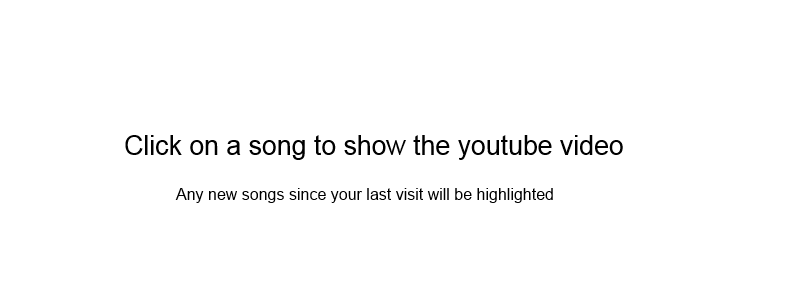 Click on a song to show the youtube video
Any new songs since your last visit will be highlighted